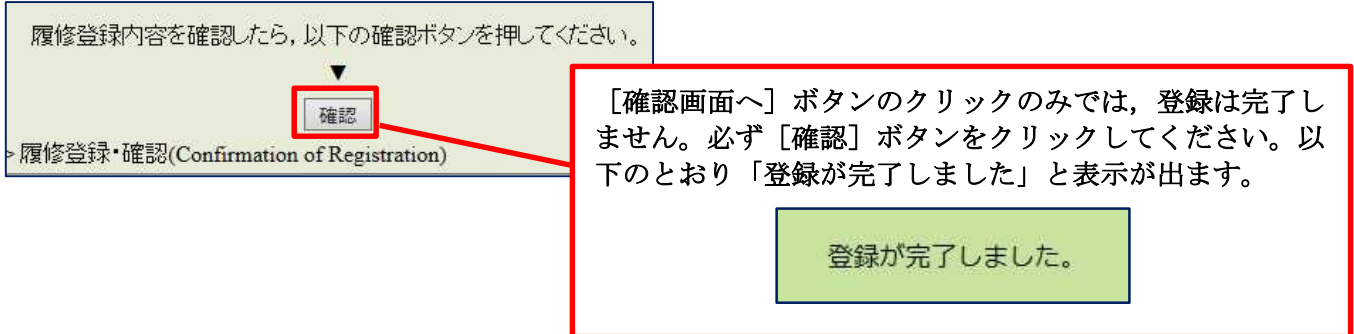 履修登録内容を確認したら，以下の確認ボタンを押してください。
▼
確認
>履修登録・確認(Confirmation of Registration)
［確認画面へ］ボタンのクリックのみでは，登録は完了し
ません。必ず［確認］ボタンをクリックしてください。以
下のとおり「登録が完了しました」と表示が出ます。
登録が完了しました。